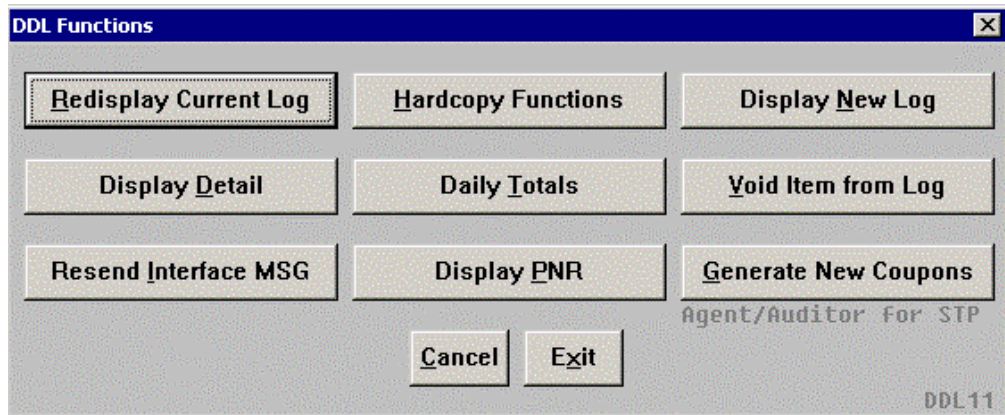 DDL Functions
Redisplay Current Log Hardcopy Functions Display New Log
Display Detail Daily Totals Void Item from Log
Resend Interface MSG Display PNR Generate New Coupons
Agent/Auditor for STP
Cancel Exit
DDL11